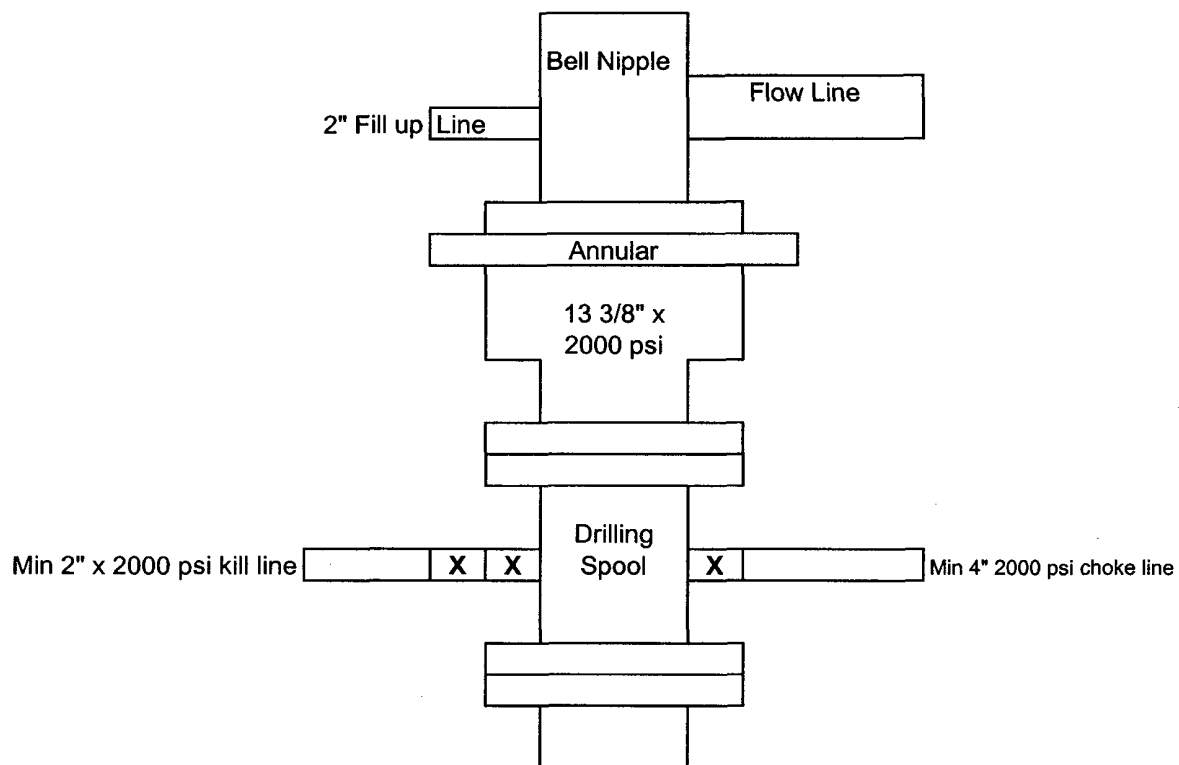 Bell Nipple
Flow Line
2" Fill up Line
Annular
13 3/8" x
2000 psi
Drilling
Spool
Min 2" x 2000 psi kill line
X X
X
Min 4" 2000 psi choke line